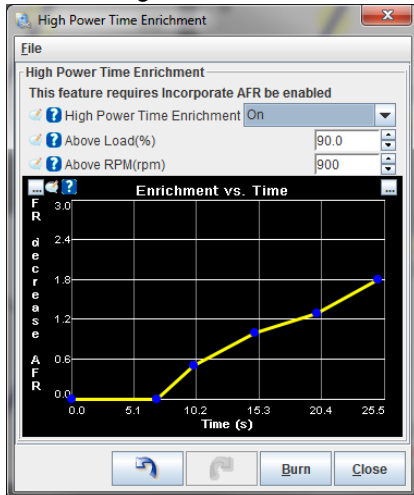 High Power Time Enrichment
File
High Power Time Enrichment
This feature requires Incorporate AFR be enabled
High Power Time Enrichment On
Above Load(%) 90.0
Above RPM(rpm) 900
... ? Enrichment vs. Time ...
FR decrease AFR
3.0
2.4
1.8
1.2
0.6
0.0
0.0 5.1 10.2 15.3 20.4 25.5
Time (s)
Burn Close